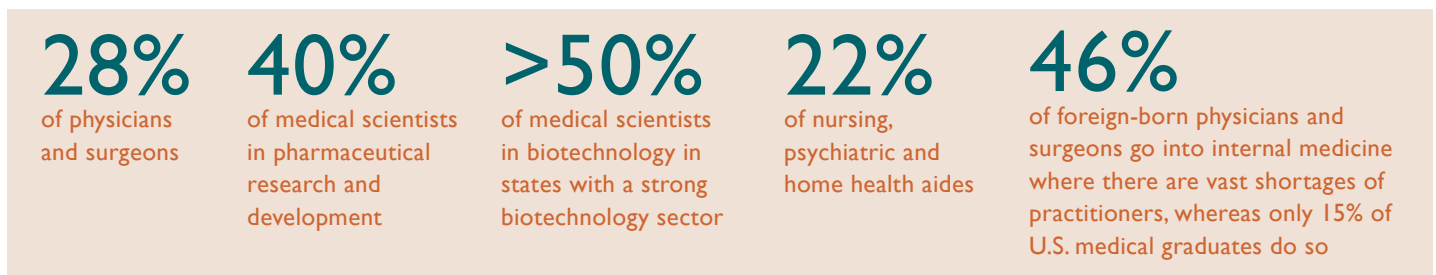 28%
of physicians
and surgeons
40%
of medical scientists
in pharmaceutical
research and
development
>50%
of medical scientists
in biotechnology in
states with a strong
biotechnology sector
22%
of nursing,
psychiatric and
home health aides
46%
of foreign-born physicians and
surgeons go into internal medicine
where there are vast shortages of
practitioners, whereas only 15% of
U.S. medical graduates do so